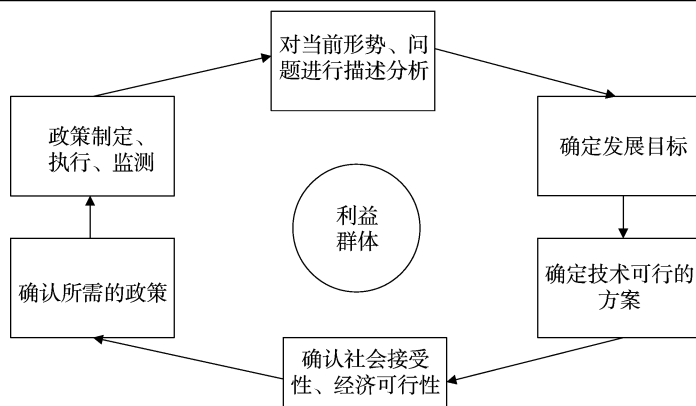 对当前形势、问
题进行描述分析
政策制定、
执行、监测
确定发展目标
利益
群体
确认所需的政策
确定技术可行的
方案
确认社会接受
性、经济可行性